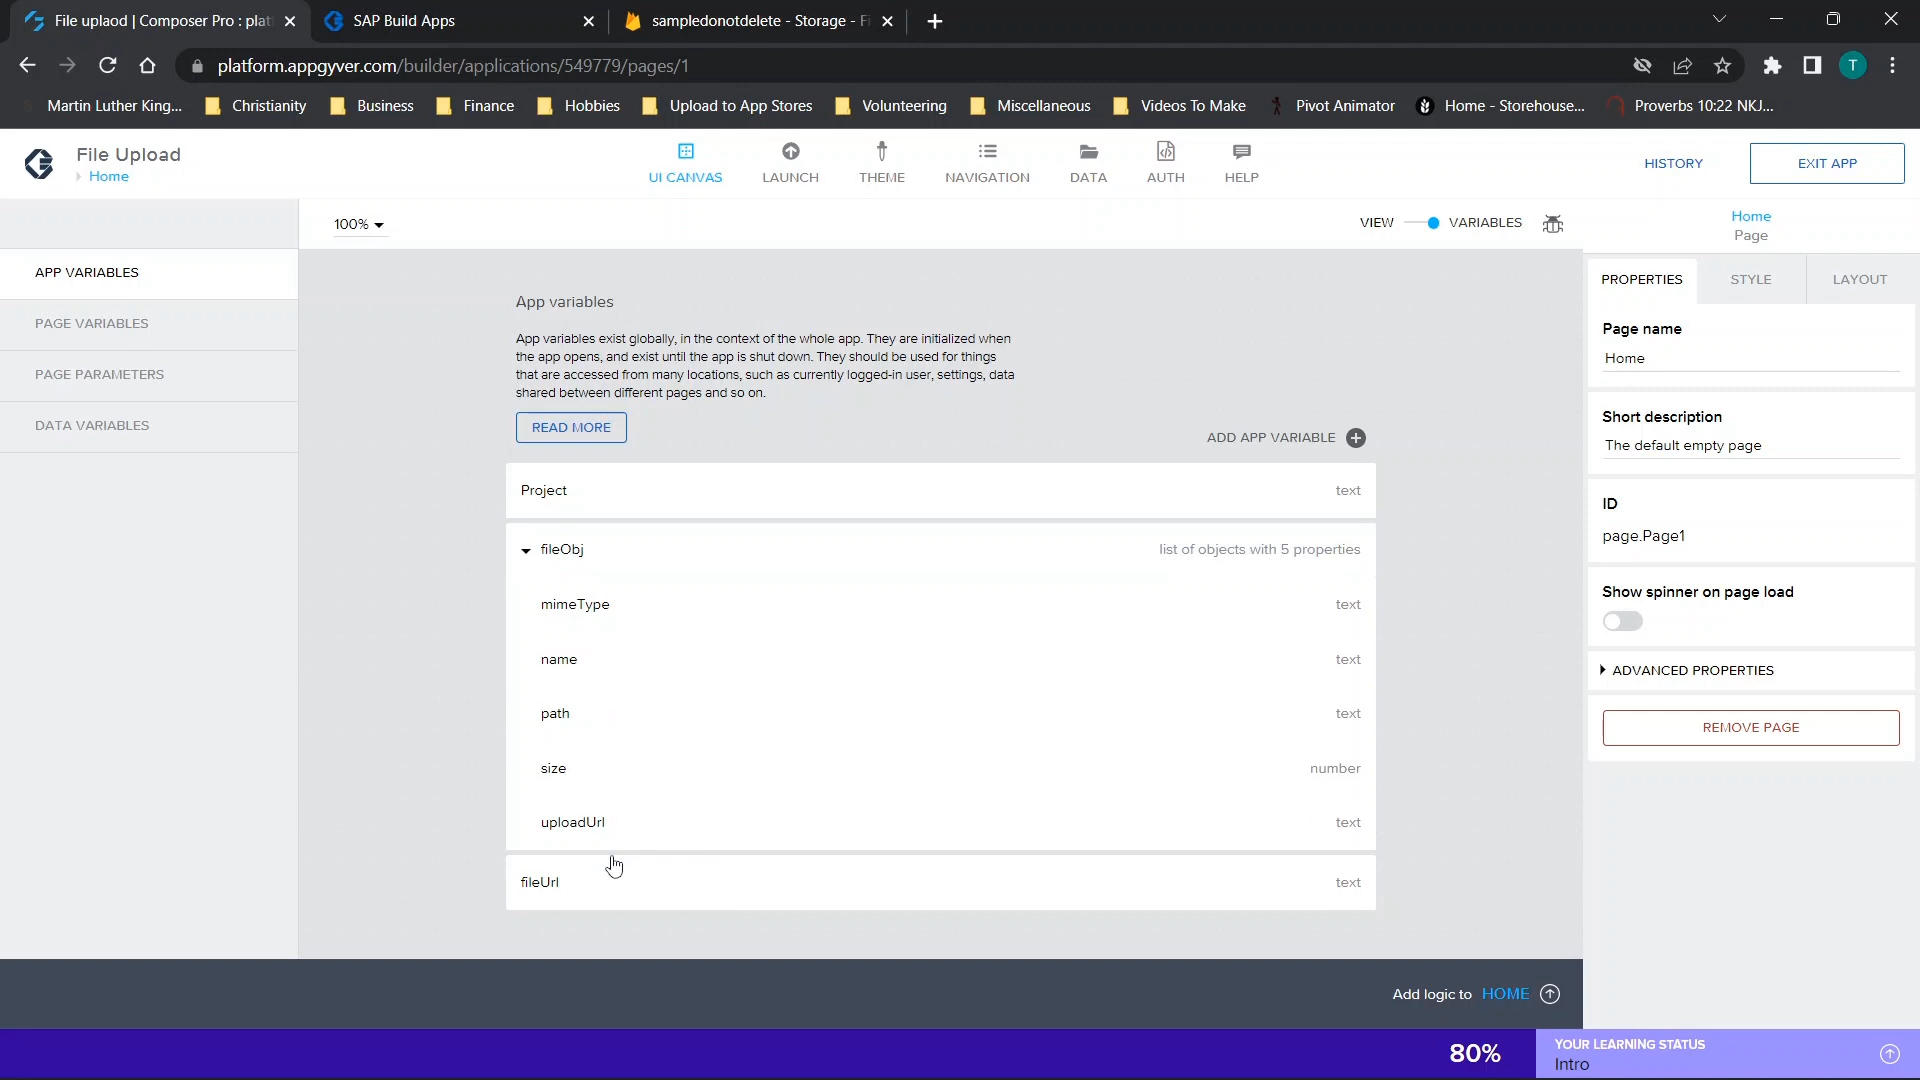 File uplaod | Composer Pro : plat
SAP Build Apps
sampledonotdelete - Storage - Fi
platform.appgyver.com/builder/applications/549779/pages/1
T
Martin Luther King...
Christianity
Business
Finance
Hobbies
Upload to App Stores
Volunteering
Miscellaneous
Videos To Make
Pivot Animator
Home - Storehouse...
Proverbs 10:22 NKJ...
File Upload
Home
UI CANVAS
LAUNCH
THEME
NAVIGATION
DATA
AUTH
HELP
HISTORY
EXIT APP
100%
VIEW
VARIABLES
Home
Page
APP VARIABLES
PAGE VARIABLES
PAGE PARAMETERS
DATA VARIABLES
App variables
App variables exist globally, in the context of the whole app. They are initialized when
the app opens, and exist until the app is shut down. They should be used for things
that are accessed from many locations, such as currently logged-in user, settings, data
shared between different pages and so on.
READ MORE
ADD APP VARIABLE
Project text
fileObj list of objects with 5 properties
mimeType text
name text
path text
size number
uploadUrl text
fileUrl text
PROPERTIES
STYLE
LAYOUT
Page name
Home
Short description
The default empty page
ID
page.Page1
Show spinner on page load
ADVANCED PROPERTIES
REMOVE PAGE
Add logic to HOME
80%
YOUR LEARNING STATUS
Intro